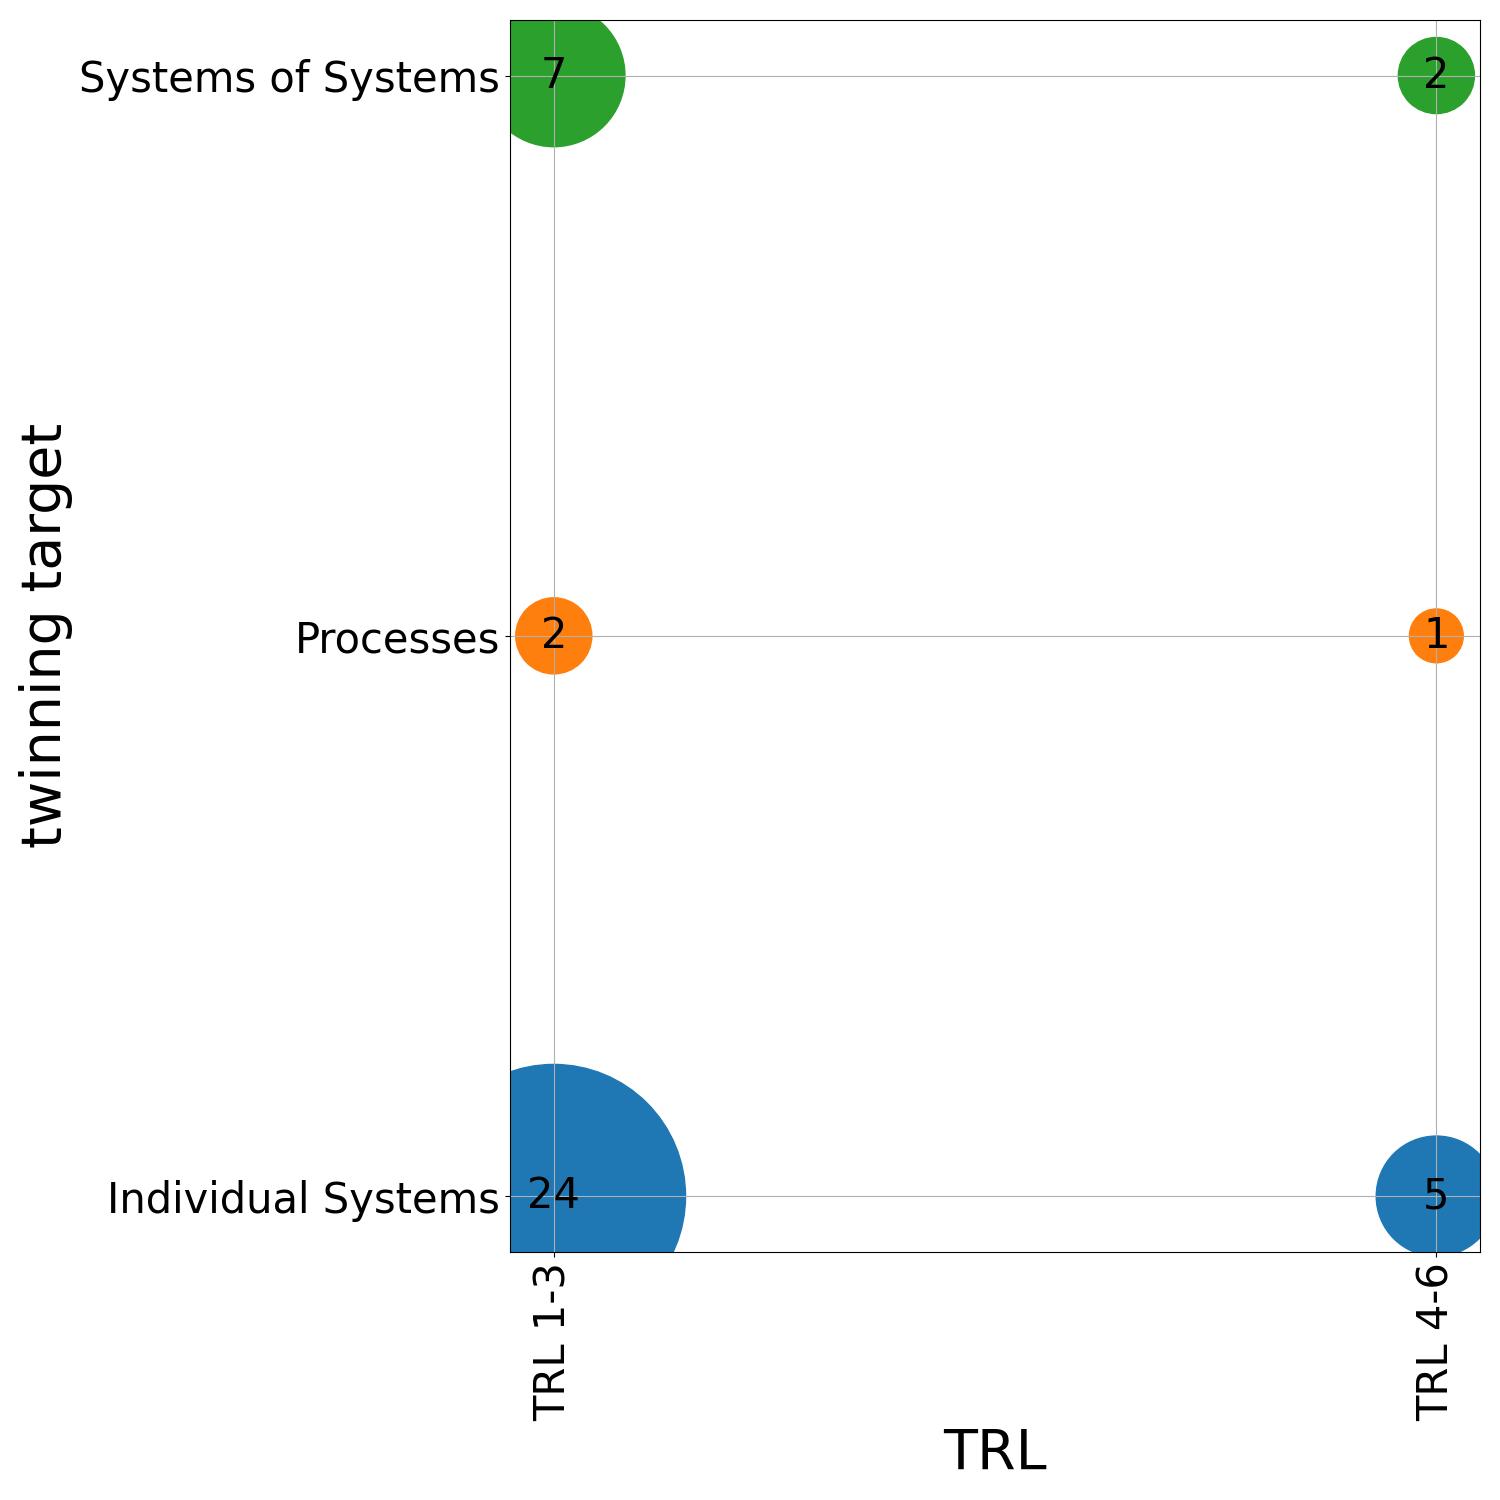 Systems of Systems
7
2
twinning target
Processes
2
1
Individual Systems
24
5
TRL 1-3
TRL 4-6
TRL